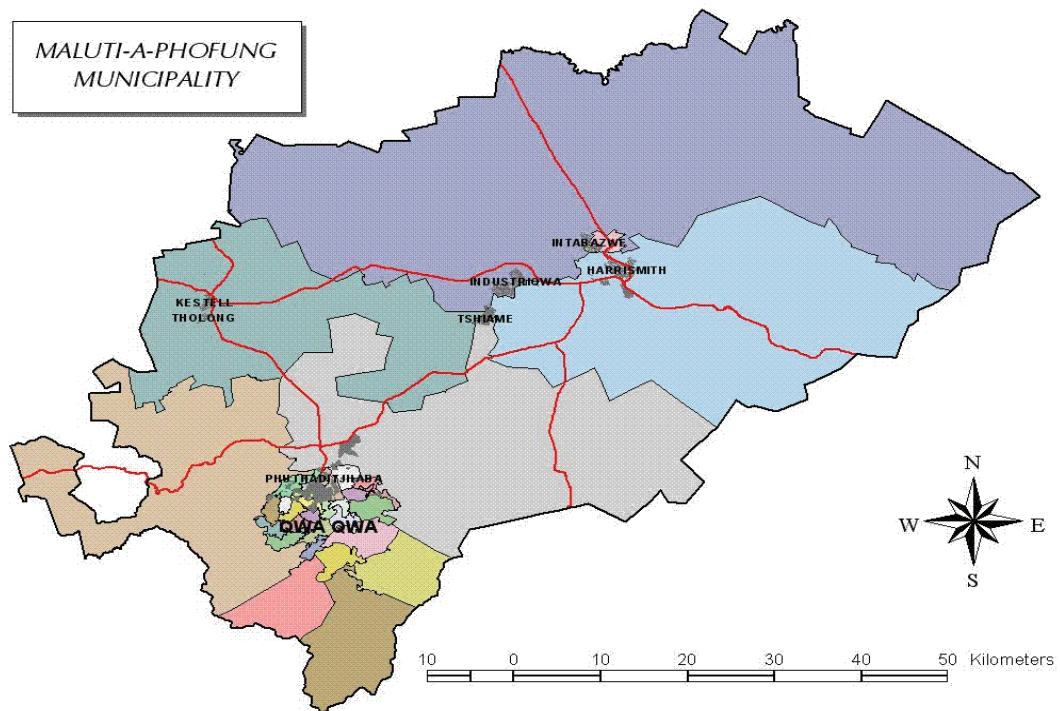 MALUTI-A-PHOFUNG
MUNICIPALITY
INTABAZWE
HARRISMITH
INDUSTRIQWA
KESTELL
THOLONG
TSHIAME
PHUTHADITJHABA
QWA QWA
N
W E
S
10 0 10 20 30 40 50 Kilometers